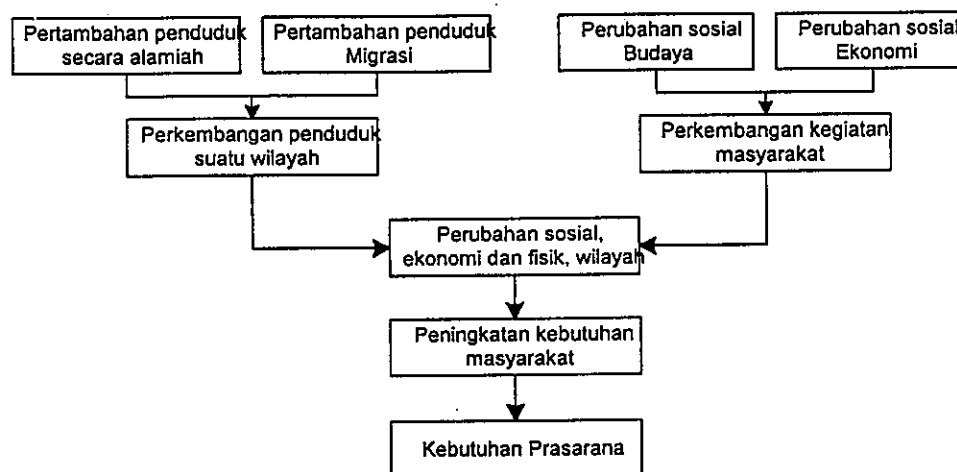 Pertambahan penduduk
secara alamiah
Pertambahan penduduk
Migrasi
Perubahan sosial
Budaya
Perubahan sosial
Ekonomi
Perkembangan penduduk
suatu wilayah
Perkembangan kegiatan
masyarakat
Perubahan sosial,
ekonomi dan fisik, wilayah
Peningkatan kebutuhan
masyarakat
Kebutuhan Prasarana